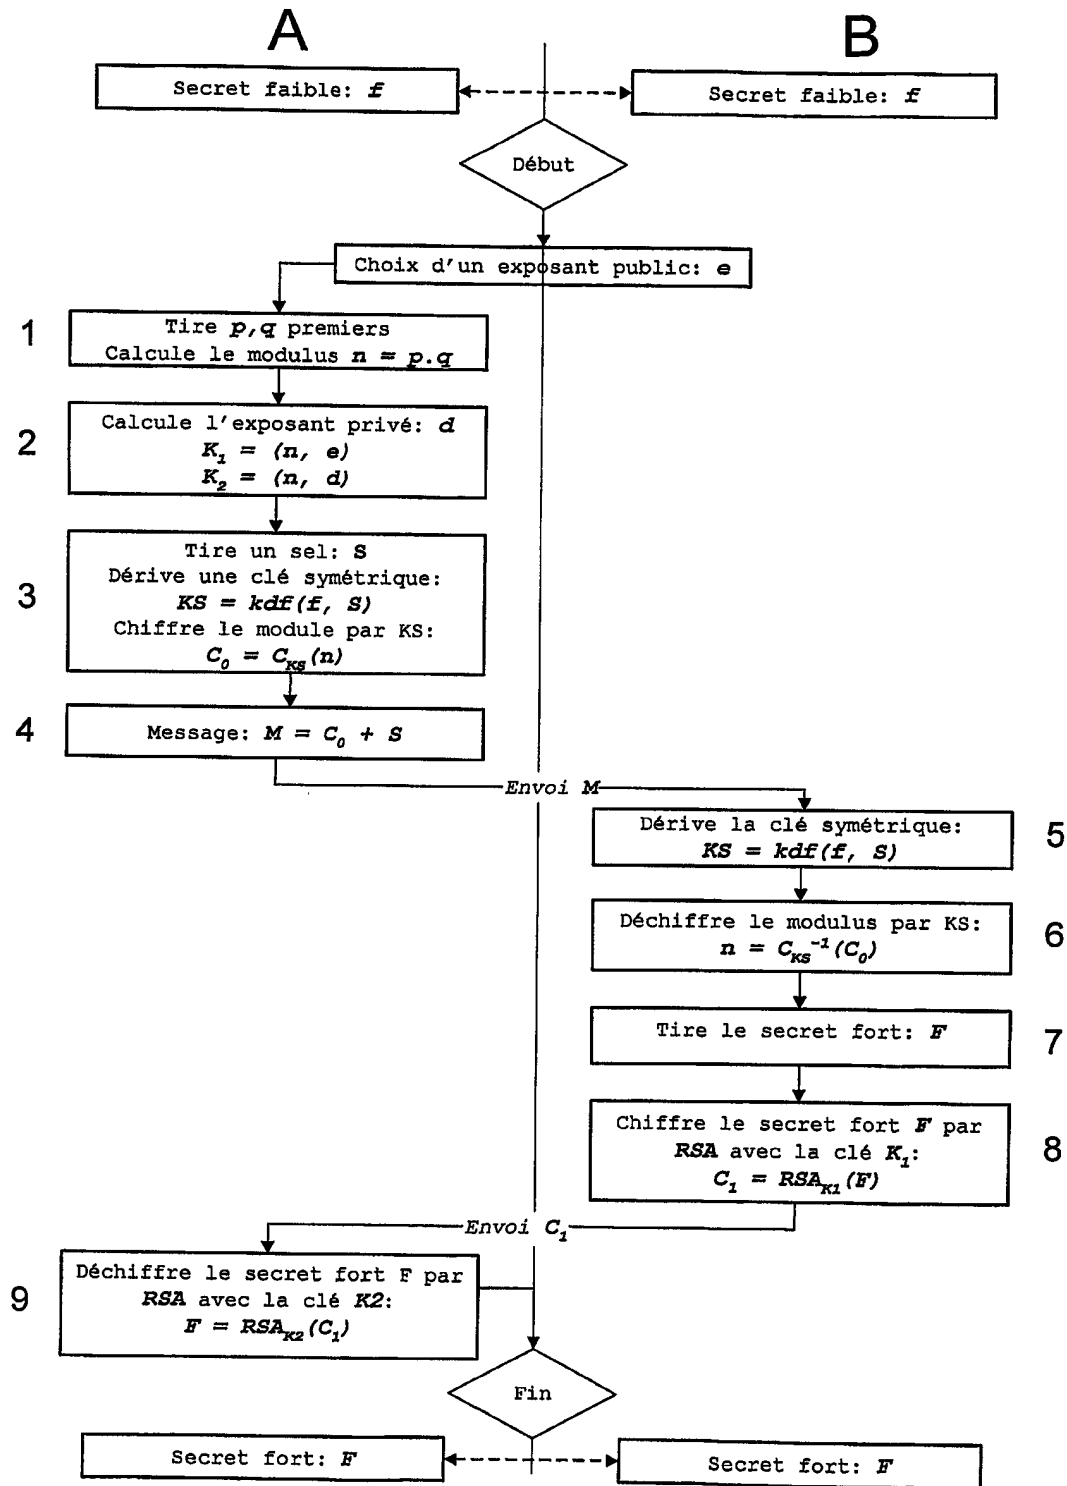 A
B
Secret faible: f
Secret faible: f
Début
Choix d'un exposant public: e
1
Tire p,q premiers
Calcule le modulus n = p.q
2
Calcule l'exposant privé: d
K₁ = (n, e)
K₂ = (n, d)
3
Tire un sel: S
Dérive une clé symétrique:
KS = kdf(f, S)
Chiffre le module par KS:
C₀ = C_KS(n)
4
Message: M = C₀ + S
Envoi M
Dérive la clé symétrique:
KS = kdf(f, S)
5
Déchiffre le modulus par KS:
n = C_KS⁻¹(C₀)
6
Tire le secret fort: F
7
Chiffre le secret fort F par
RSA avec la clé K₁:
C₁ = RSA_K1(F)
8
Envoi C₁
9
Déchiffre le secret fort F par
RSA avec la clé K2:
F = RSA_K2(C₁)
Fin
Secret fort: F
Secret fort: F